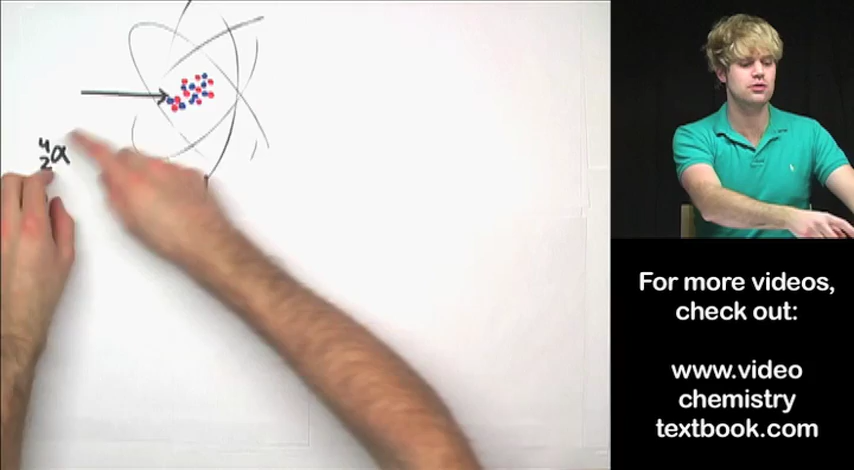 4
2α
For more videos,
check out:
www.video
chemistry
textbook.com